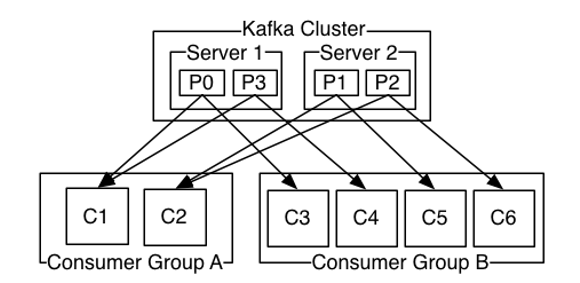 Kafka Cluster
Server 1 Server 2
P0 P3 P1 P2
C1 C2 C3 C4 C5 C6
Consumer Group A Consumer Group B